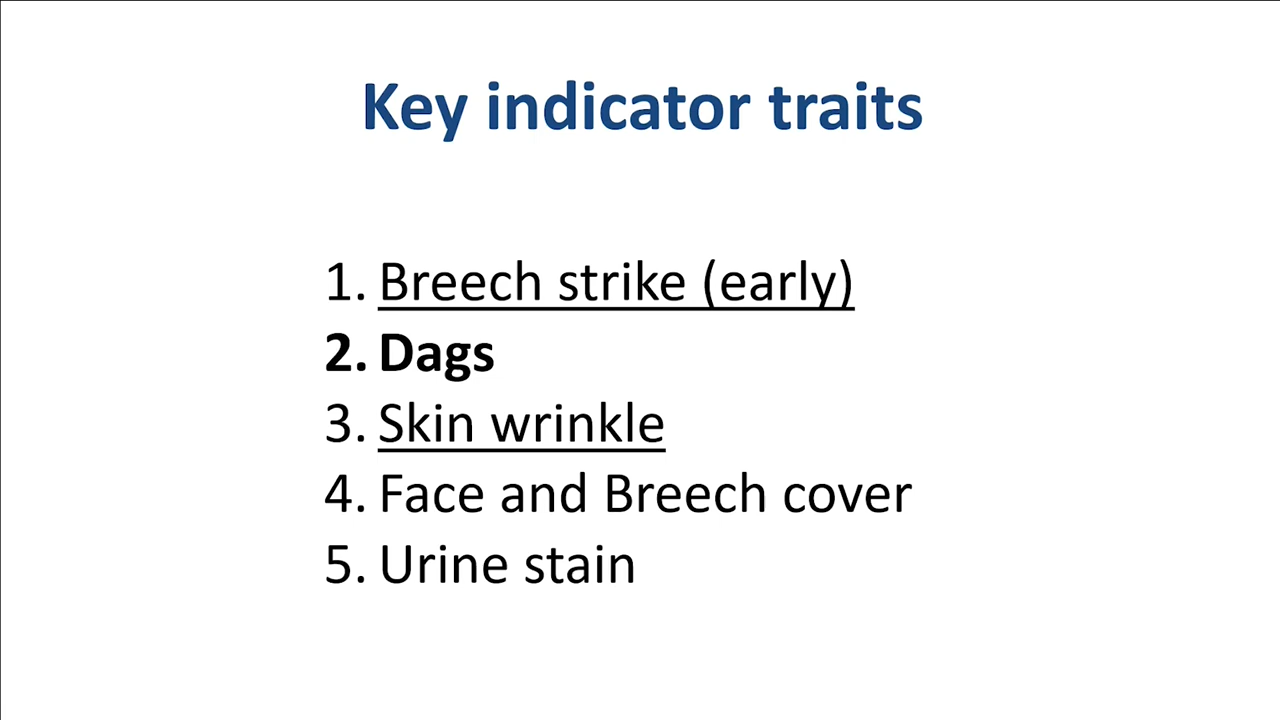 Key indicator traits
1. Breech strike (early)
2. Dags
3. Skin wrinkle
4. Face and Breech cover
5. Urine stain